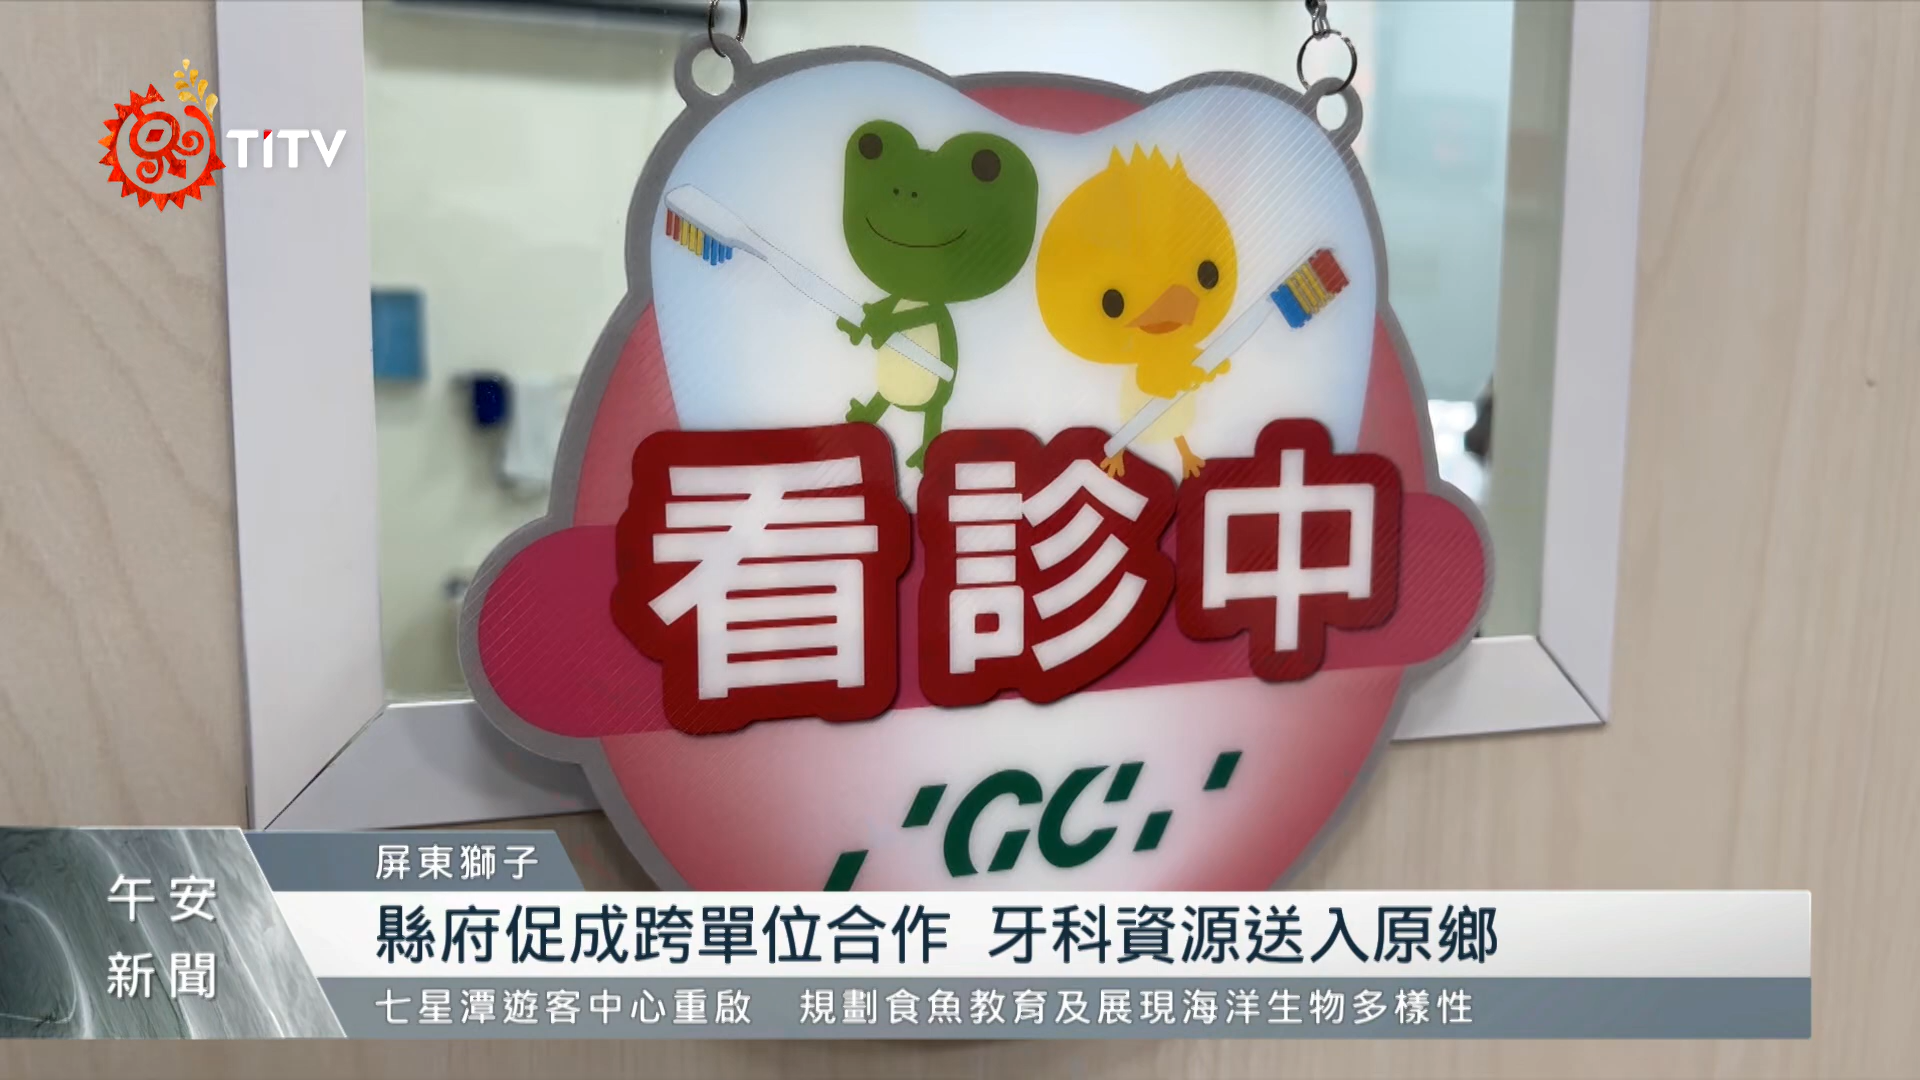 TiTV
看診中
GC
屏東獅子
午安
新聞
縣府促成跨單位合作 牙科資源送入原鄉
七星潭遊客中心重啟 規劃食魚教育及展現海洋生物多樣性